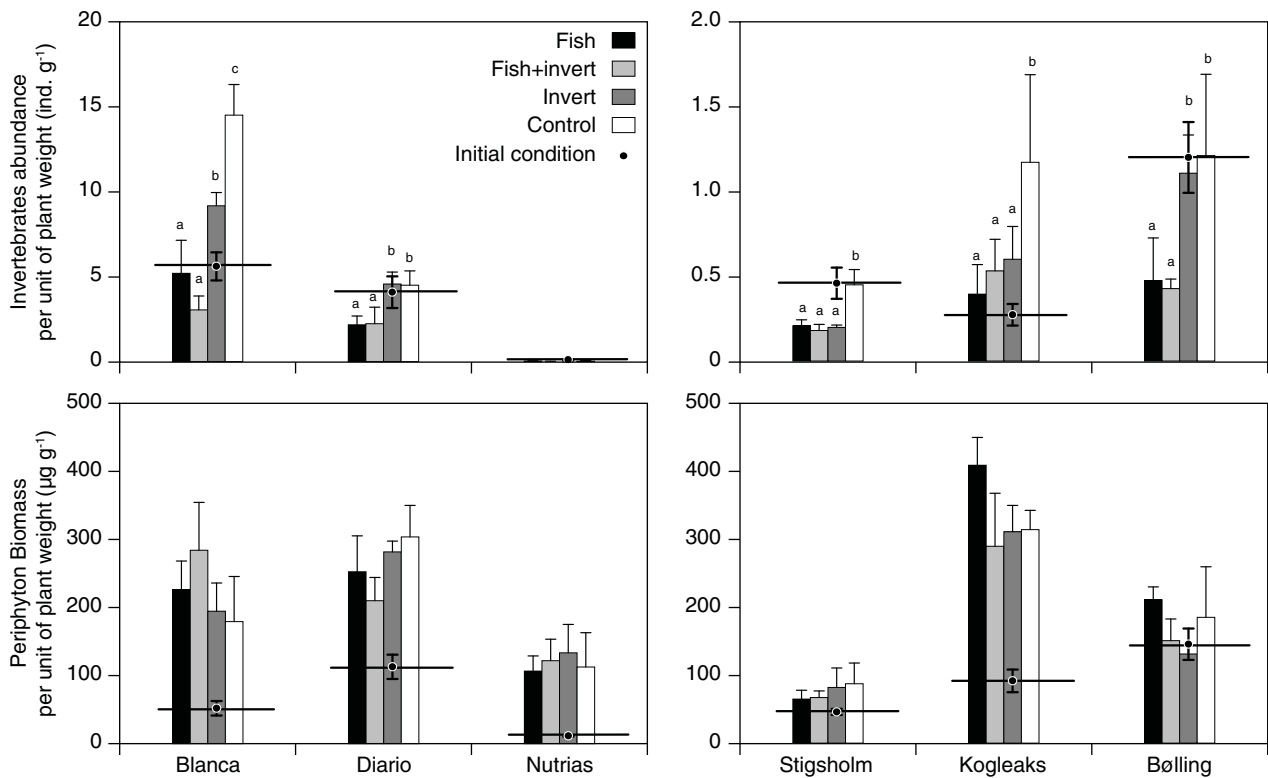 Invertebrates abundance
per unit of plant weight (ind. g⁻¹)
20
15
10
5
0
Fish
Fish+invert
Invert
Control
Initial condition
a
a
b
c
a
a
b
b
2.0
1.5
1.0
0.5
0
a
a
a
b
a
a
a
b
a
a
b
b
Periphyton Biomass
per unit of plant weight (µg g⁻¹)
500
400
300
200
100
0
Blanca
Diario
Nutrias
500
400
300
200
100
0
Stigsholm
Kogleaks
Bølling